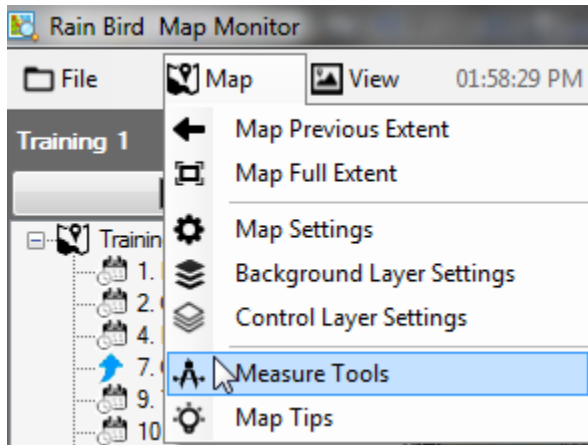 Rain Bird Map Monitor
File Map View 01:58:29 PM
Training 1
Map Previous Extent
Map Full Extent
Map Settings
Background Layer Settings
Control Layer Settings
Measure Tools
Map Tips
Trainin
1.
2.
4.
7.
9.
10